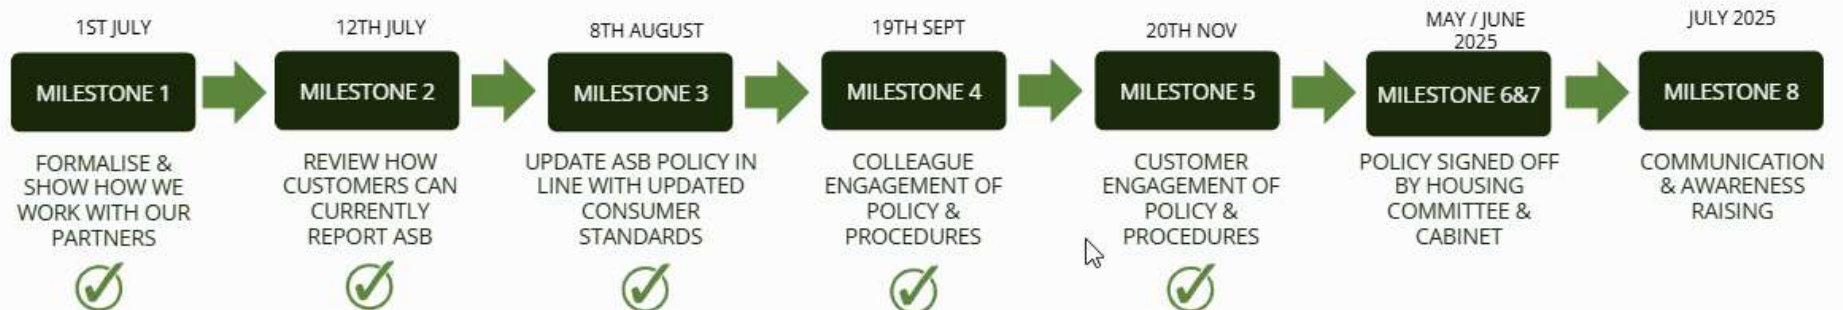 1ST JULY
MILESTONE 1
FORMALISE &
SHOW HOW WE
WORK WITH OUR
PARTNERS
12TH JULY
MILESTONE 2
REVIEW HOW
CUSTOMERS CAN
CURRENTLY
REPORT ASB
8TH AUGUST
MILESTONE 3
UPDATE ASB POLICY IN
LINE WITH UPDATED
CONSUMER
STANDARDS
19TH SEPT
MILESTONE 4
COLLEAGUE
ENGAGEMENT OF
POLICY &
PROCEDURES
20TH NOV
MILESTONE 5
CUSTOMER
ENGAGEMENT OF
POLICY &
PROCEDURES
MAY / JUNE
2025
MILESTONE 6&7
POLICY SIGNED OFF
BY HOUSING
COMMITTEE &
CABINET
JULY 2025
MILESTONE 8
COMMUNICATION
& AWARENESS
RAISING